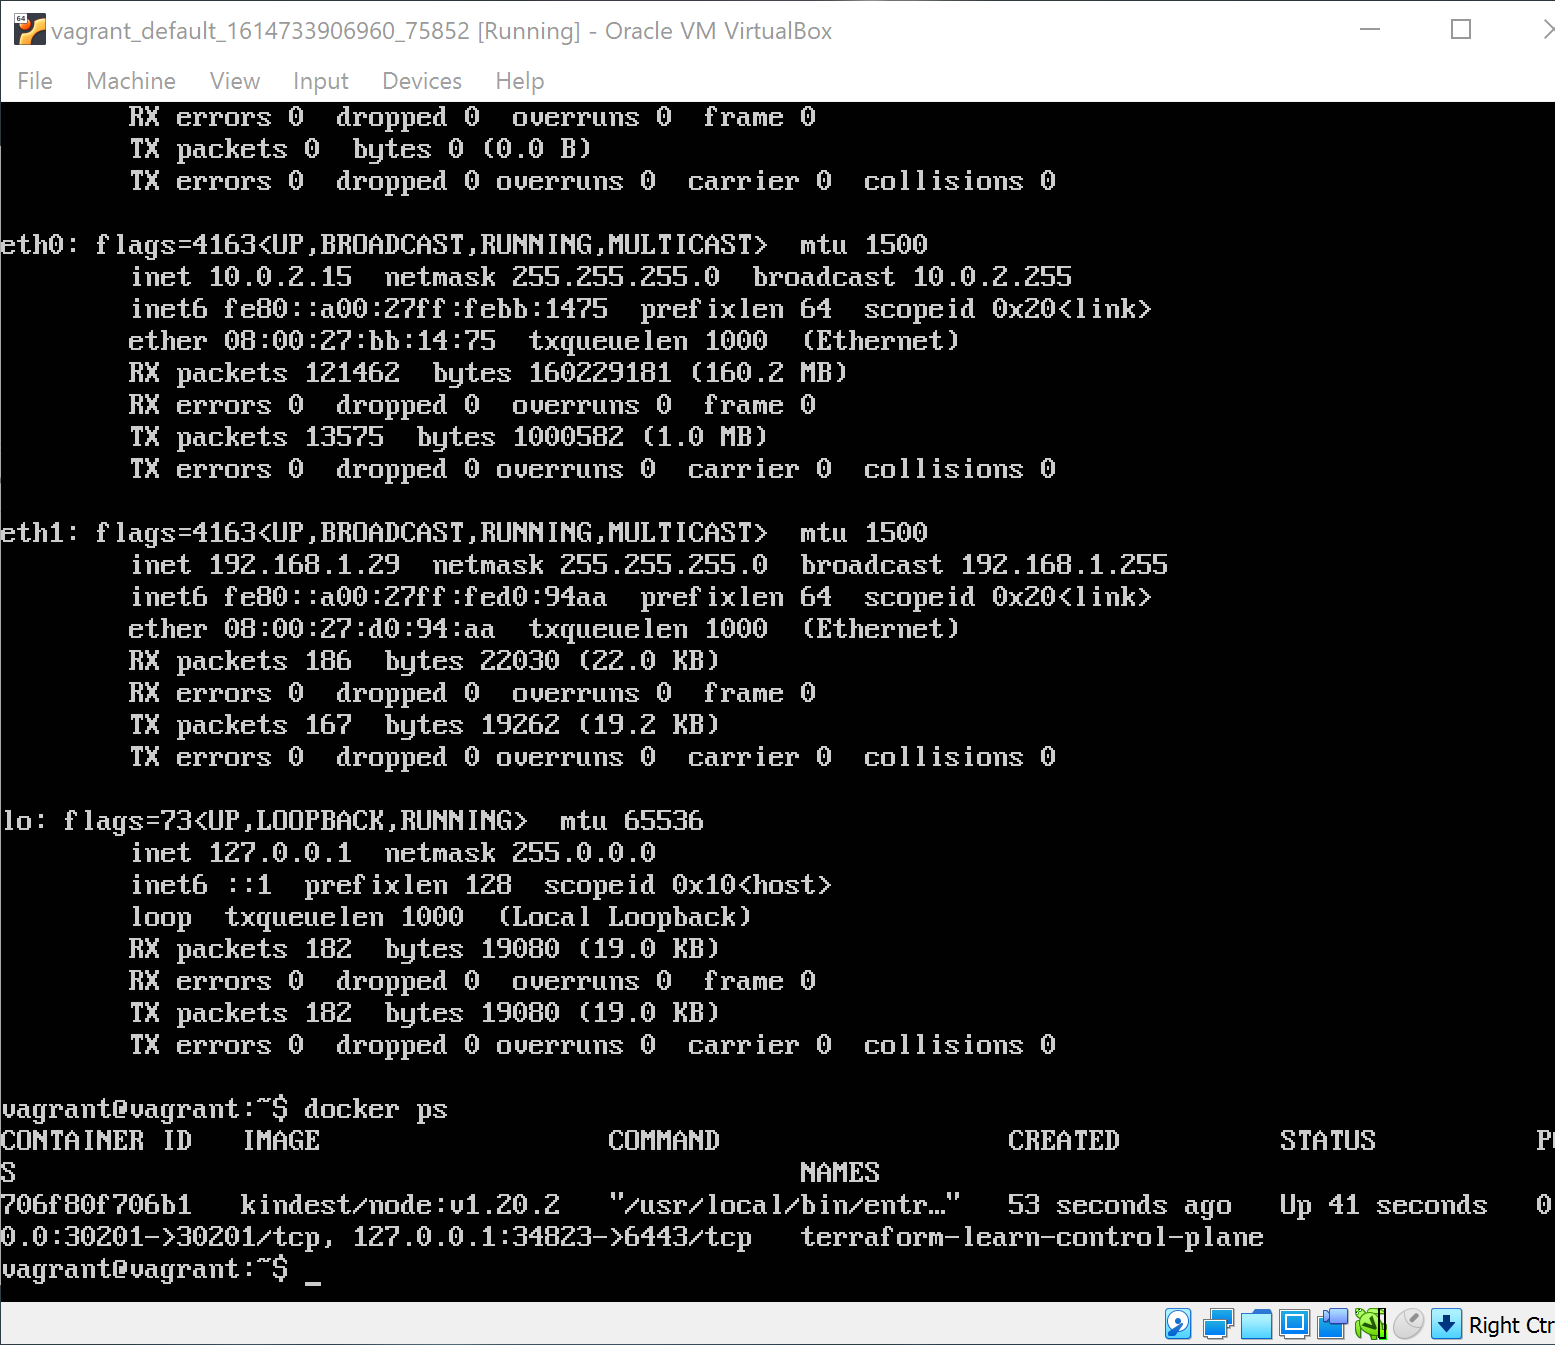 64
vagrant_default_1614733906960_75852 [Running] - Oracle VM VirtualBox
File Machine View Input Devices Help
RX errors 0  dropped 0  overruns 0  frame 0
TX packets 0  bytes 0 (0.0 B)
TX errors 0  dropped 0 overruns 0  carrier 0  collisions 0
eth0: flags=4163<UP,BROADCAST,RUNNING,MULTICAST>  mtu 1500
inet 10.0.2.15  netmask 255.255.255.0  broadcast 10.0.2.255
inet6 fe80::a00:27ff:febb:1475  prefixlen 64  scopeid 0x20<link>
ether 08:00:27:bb:14:75  txqueuelen 1000  (Ethernet)
RX packets 121462  bytes 160229181 (160.2 MB)
RX errors 0  dropped 0  overruns 0  frame 0
TX packets 13575  bytes 1000582 (1.0 MB)
TX errors 0  dropped 0 overruns 0  carrier 0  collisions 0
eth1: flags=4163<UP,BROADCAST,RUNNING,MULTICAST>  mtu 1500
inet 192.168.1.29  netmask 255.255.255.0  broadcast 192.168.1.255
inet6 fe80::a00:27ff:fed0:94aa  prefixlen 64  scopeid 0x20<link>
ether 08:00:27:d0:94:aa  txqueuelen 1000  (Ethernet)
RX packets 186  bytes 22030 (22.0 KB)
RX errors 0  dropped 0  overruns 0  frame 0
TX packets 167  bytes 19262 (19.2 KB)
TX errors 0  dropped 0 overruns 0  carrier 0  collisions 0
lo: flags=73<UP,LOOPBACK,RUNNING>  mtu 65536
inet 127.0.0.1  netmask 255.0.0.0
inet6 ::1  prefixlen 128  scopeid 0x10<host>
loop  txqueuelen 1000  (Local Loopback)
RX packets 182  bytes 19080 (19.0 KB)
RX errors 0  dropped 0  overruns 0  frame 0
TX packets 182  bytes 19080 (19.0 KB)
TX errors 0  dropped 0 overruns 0  carrier 0  collisions 0
vagrant@vagrant:~$ docker ps
CONTAINER ID   IMAGE                  COMMAND                  CREATED          STATUS          P
S                                                 NAMES
706f80f706b1   kindest/node:v1.20.2   "/usr/local/bin/entr…"   53 seconds ago   Up 41 seconds   0
0.0:30201->30201/tcp, 127.0.0.1:34823->6443/tcp   terraform-learn-control-plane
vagrant@vagrant:~$ _
Right Ctr